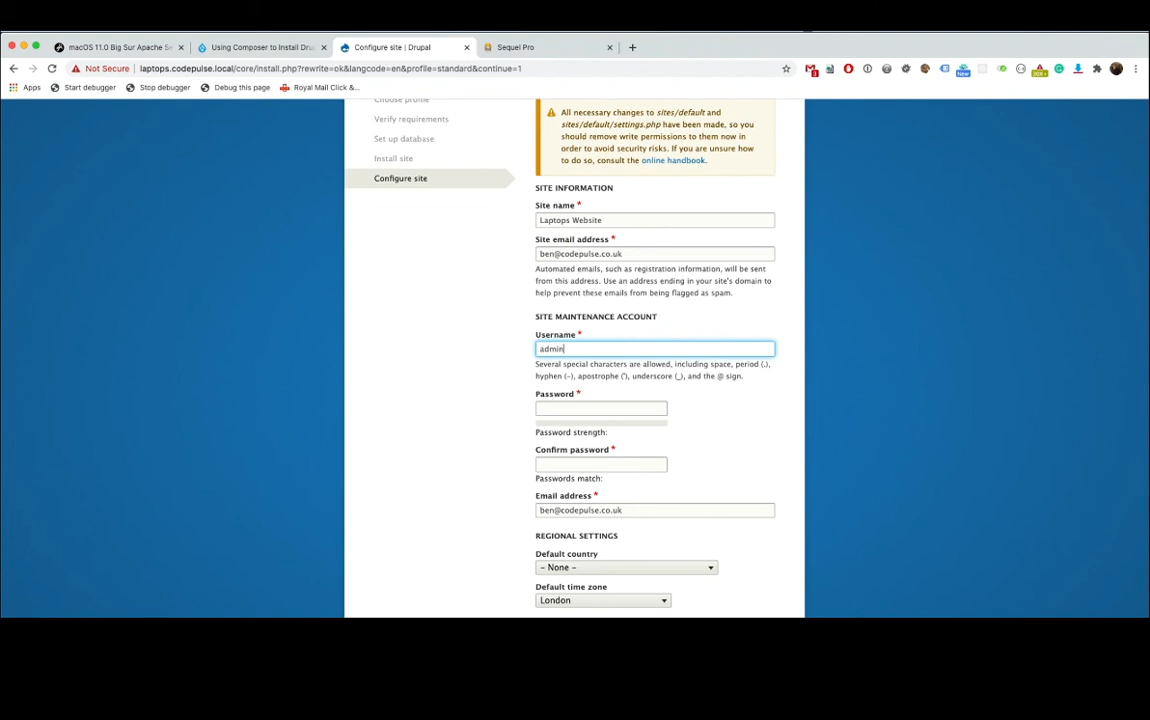 macOS 11.0 Big Sur Apache Se
Using Composer to Install Dru
Configure site | Drupal
Sequel Pro
Not Secure
laptops.codepulse.local/core/install.php?rewrite=ok&langcode=en&profile=standard&continue=1
Apps
Start debugger
Stop debugger
Debug this page
Royal Mail Click &...
Choose profile
Verify requirements
Set up database
Install site
Configure site
All necessary changes to sites/default and
sites/default/settings.php have been made, so you
should remove write permissions to them now in
order to avoid security risks. If you are unsure how
to do so, consult the online handbook.
SITE INFORMATION
Site name *
Laptops Website
Site email address *
ben@codepulse.co.uk
Automated emails, such as registration information, will be sent
from this address. Use an address ending in your site's domain to
help prevent these emails from being flagged as spam.
SITE MAINTENANCE ACCOUNT
Username *
admin
Several special characters are allowed, including space, period (.),
hyphen (-), apostrophe ('), underscore (_), and the @ sign.
Password *
Password strength:
Confirm password *
Passwords match:
Email address *
ben@codepulse.co.uk
REGIONAL SETTINGS
Default country
- None -
Default time zone
London